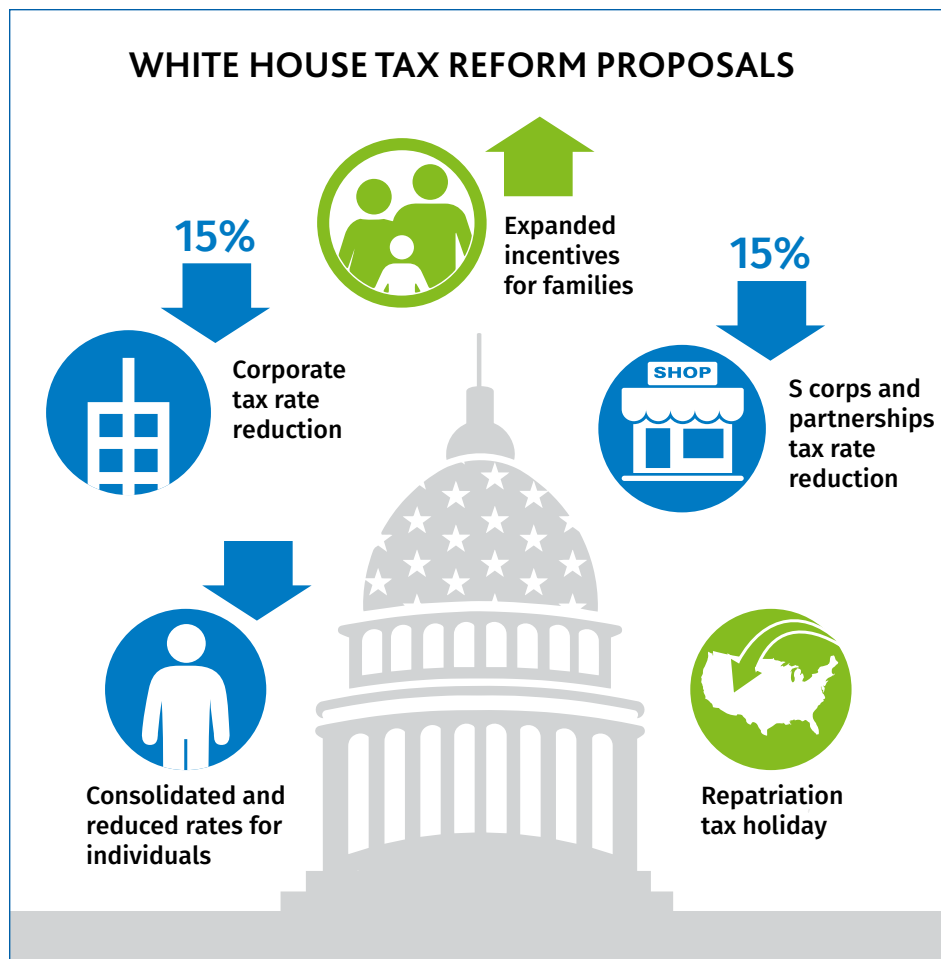 WHITE HOUSE TAX REFORM PROPOSALS
Expanded
incentives
for families
15%
Corporate
tax rate
reduction
15%
SHOP
S corps and
partnerships
tax rate
reduction
Consolidated and
reduced rates for
individuals
Repatriation
tax holiday